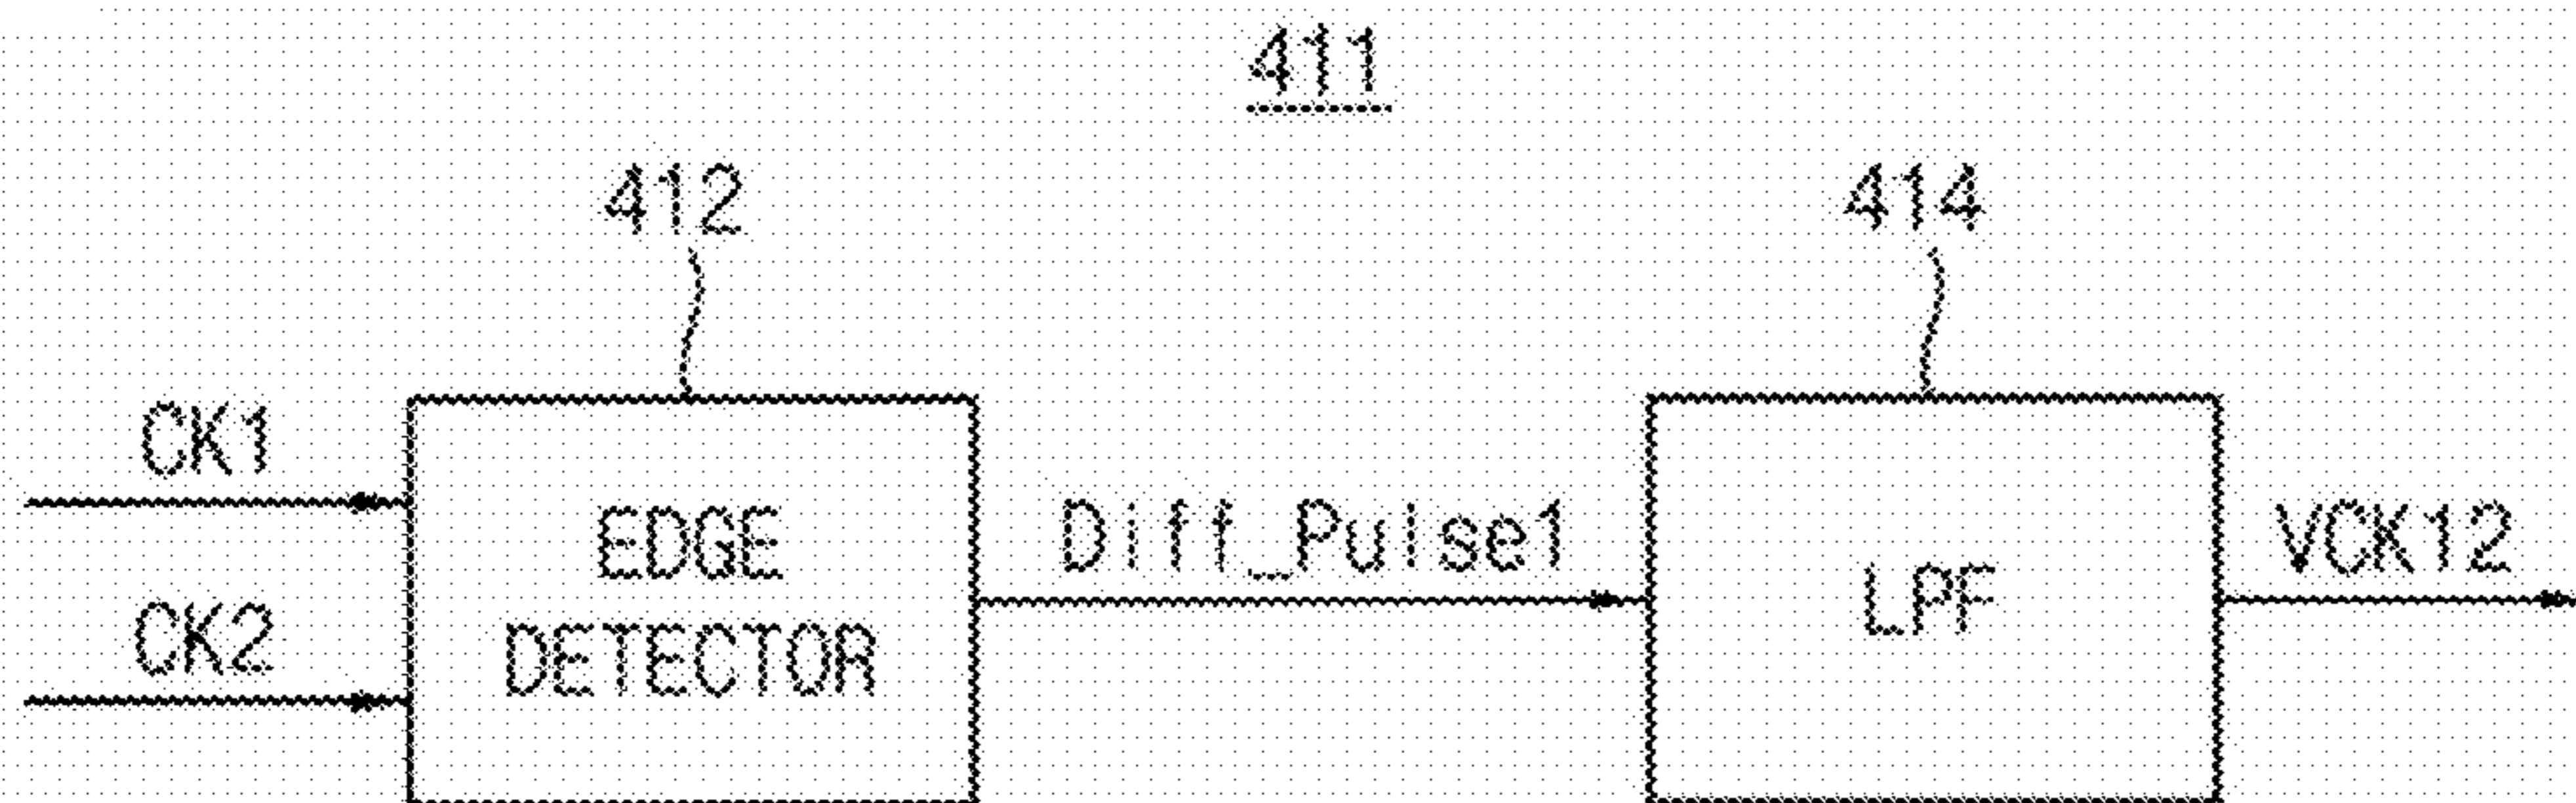 411
412
414
CK1
CK2
EDGE
DETECTOR
Diff_Pulse1
LPF
VCK12